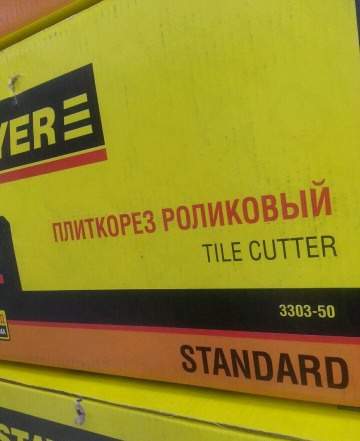 YER
ПЛИТКОРЕЗ РОЛИКОВЫЙ
TILE CUTTER
3303-50
STANDARD